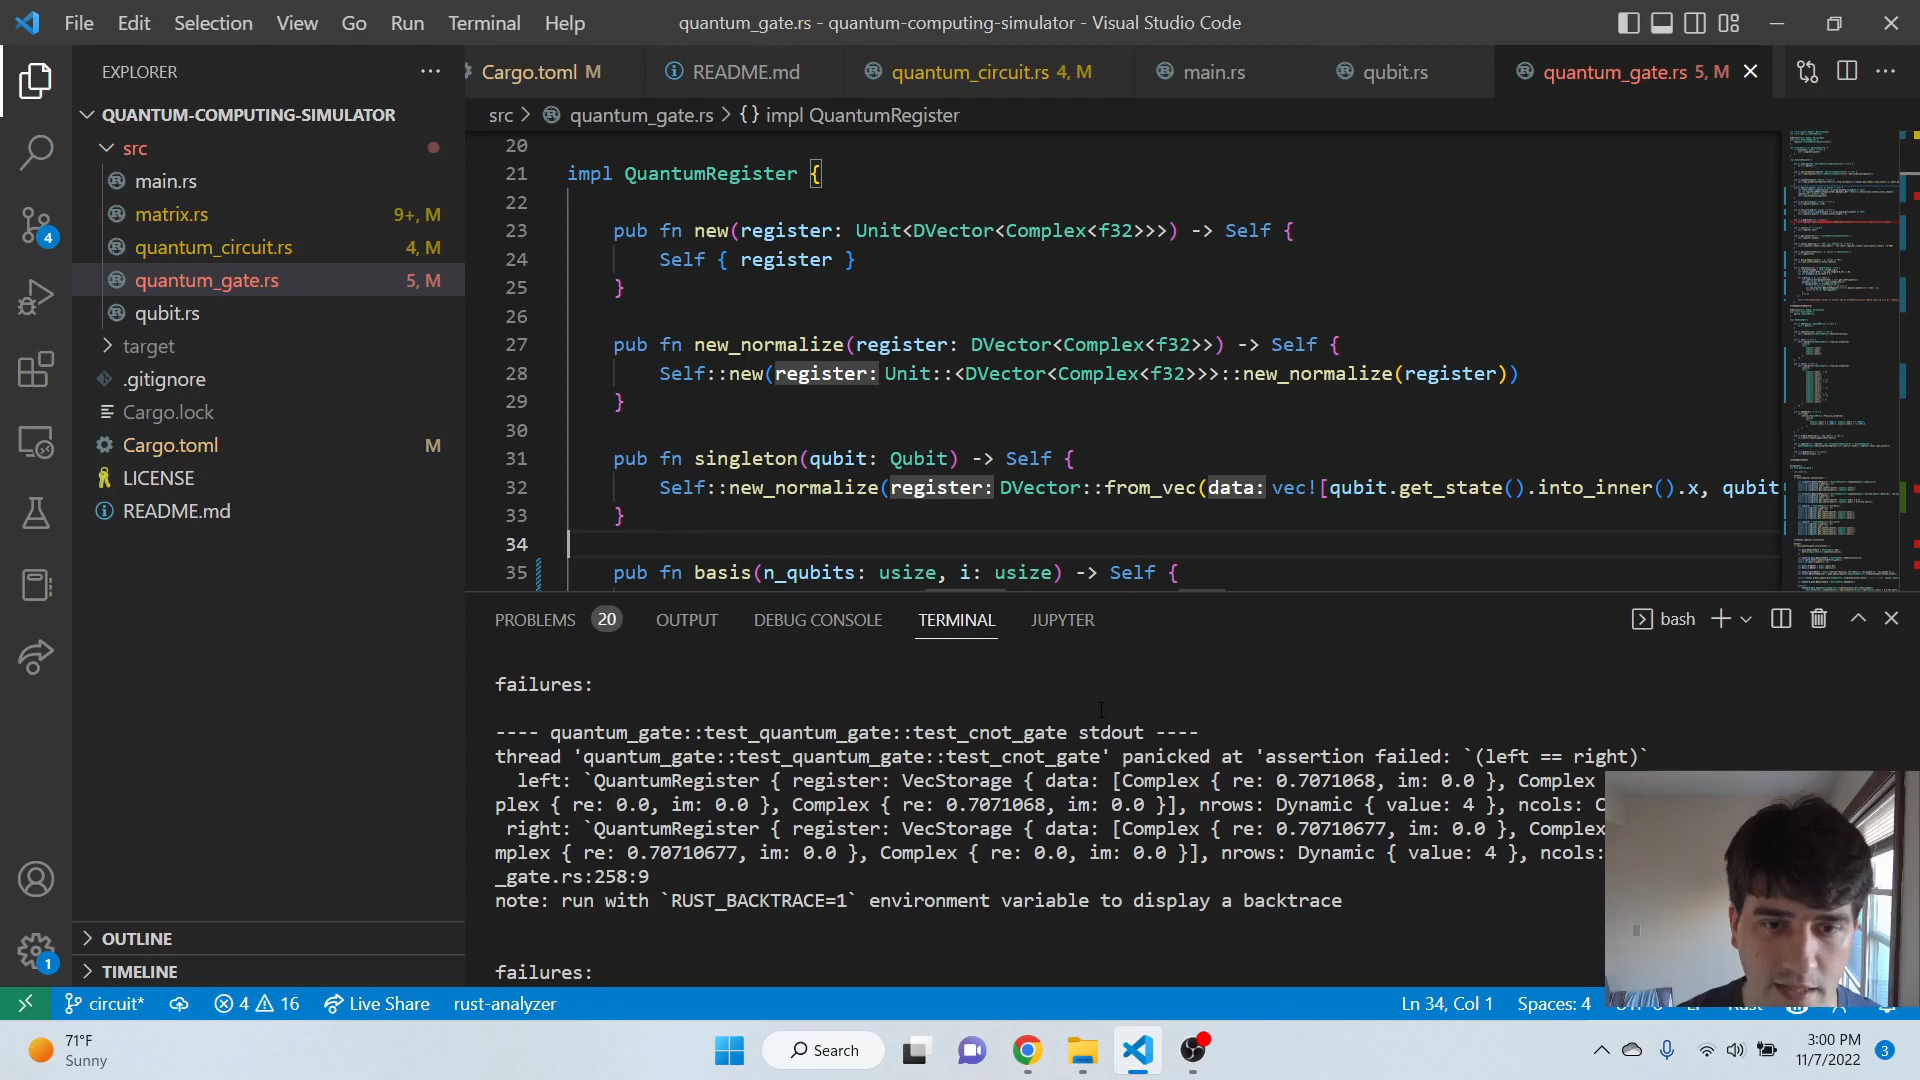 File Edit Selection View Go Run Terminal Help quantum_gate.rs - quantum-computing-simulator - Visual Studio Code
EXPLORER
Cargo.toml M README.md quantum_circuit.rs 4, M main.rs qubit.rs quantum_gate.rs 5, M
QUANTUM-COMPUTING-SIMULATOR
src
main.rs
matrix.rs 9+, M
quantum_circuit.rs 4, M
quantum_gate.rs 5, M
qubit.rs
target
.gitignore
Cargo.lock
Cargo.toml M
LICENSE
README.md
OUTLINE
TIMELINE
4
1
src > quantum_gate.rs > {} impl QuantumRegister
20
21 impl QuantumRegister {
22
23 pub fn new(register: Unit<DVector<Complex<f32>>>) -> Self {
24 Self { register }
25 }
26
27 pub fn new_normalize(register: DVector<Complex<f32>>) -> Self {
28 Self::new(register: Unit::<DVector<Complex<f32>>>::new_normalize(register))
29 }
30
31 pub fn singleton(qubit: Qubit) -> Self {
32 Self::new_normalize(register: DVector::from_vec(data: vec![qubit.get_state().into_inner().x, qubit
33 }
34
35 pub fn basis(n_qubits: usize, i: usize) -> Self {
PROBLEMS 20 OUTPUT DEBUG CONSOLE TERMINAL JUPYTER bash
failures:
---- quantum_gate::test_quantum_gate::test_cnot_gate stdout ----
thread 'quantum_gate::test_quantum_gate::test_cnot_gate' panicked at 'assertion failed: `(left == right)`
left: `QuantumRegister { register: VecStorage { data: [Complex { re: 0.7071068, im: 0.0 }, Complex
plex { re: 0.0, im: 0.0 }, Complex { re: 0.7071068, im: 0.0 }], nrows: Dynamic { value: 4 }, ncols: C
right: `QuantumRegister { register: VecStorage { data: [Complex { re: 0.70710677, im: 0.0 }, Complex
mplex { re: 0.70710677, im: 0.0 }, Complex { re: 0.0, im: 0.0 }], nrows: Dynamic { value: 4 }, ncols:
_gate.rs:258:9
note: run with `RUST_BACKTRACE=1` environment variable to display a backtrace
failures:
circuit* 4 16 Live Share rust-analyzer Ln 34, Col 1 Spaces: 4
71°F
Sunny
Search
3:00 PM
11/7/2022
3